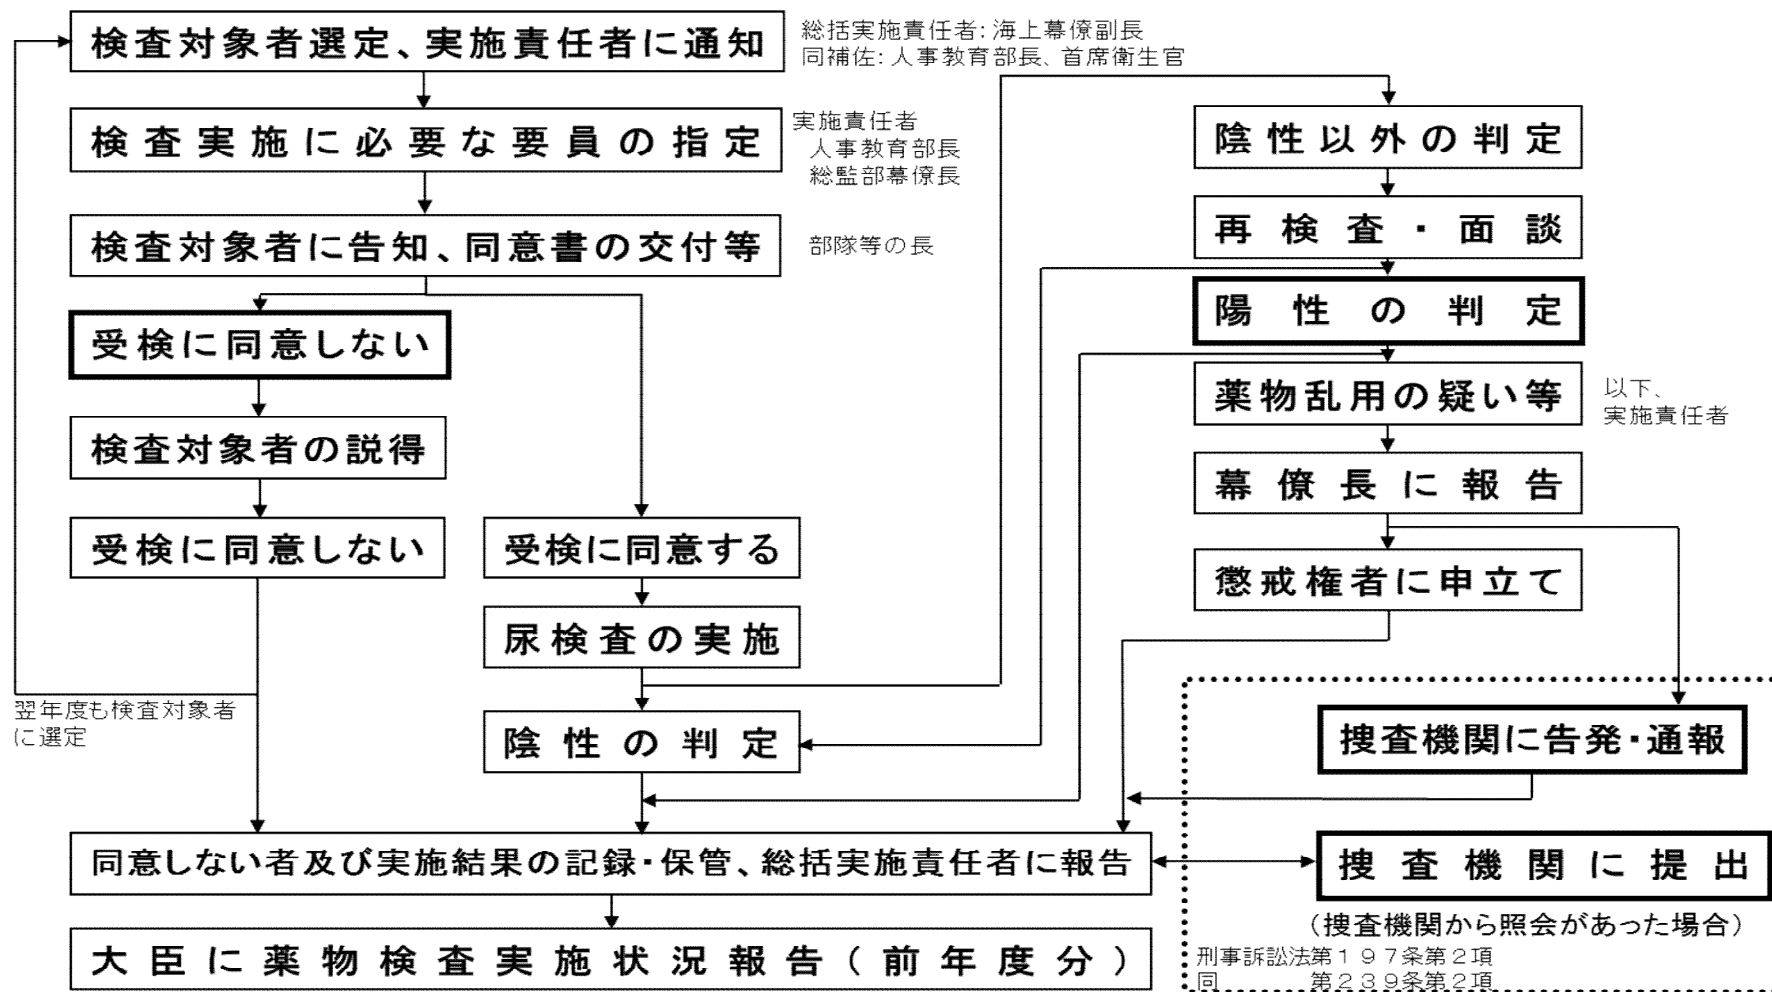 検査対象者選定、実施責任者に通知
総括実施責任者：海上幕僚副長
同補佐：人事教育部長、首席衛生官
検査実施に必要な要員の指定
実施責任者
人事教育部長
総監部幕僚長
検査対象者に告知、同意書の交付等
部隊等の長
受検に同意しない
検査対象者の説得
受検に同意しない
翌年度も検査対象者
に選定
受検に同意する
尿検査の実施
陰性の判定
陰性以外の判定
再検査・面談
陽性の判定
薬物乱用の疑い等
以下、
実施責任者
幕僚長に報告
懲戒権者に申立て
捜査機関に告発・通報
同意しない者及び実施結果の記録・保管、総括実施責任者に報告
捜査機関に提出
（捜査機関から照会があった場合）
刑事訴訟法第１９７条第２項
同　　　　第２３９条第２項
大臣に薬物検査実施状況報告（前年度分）